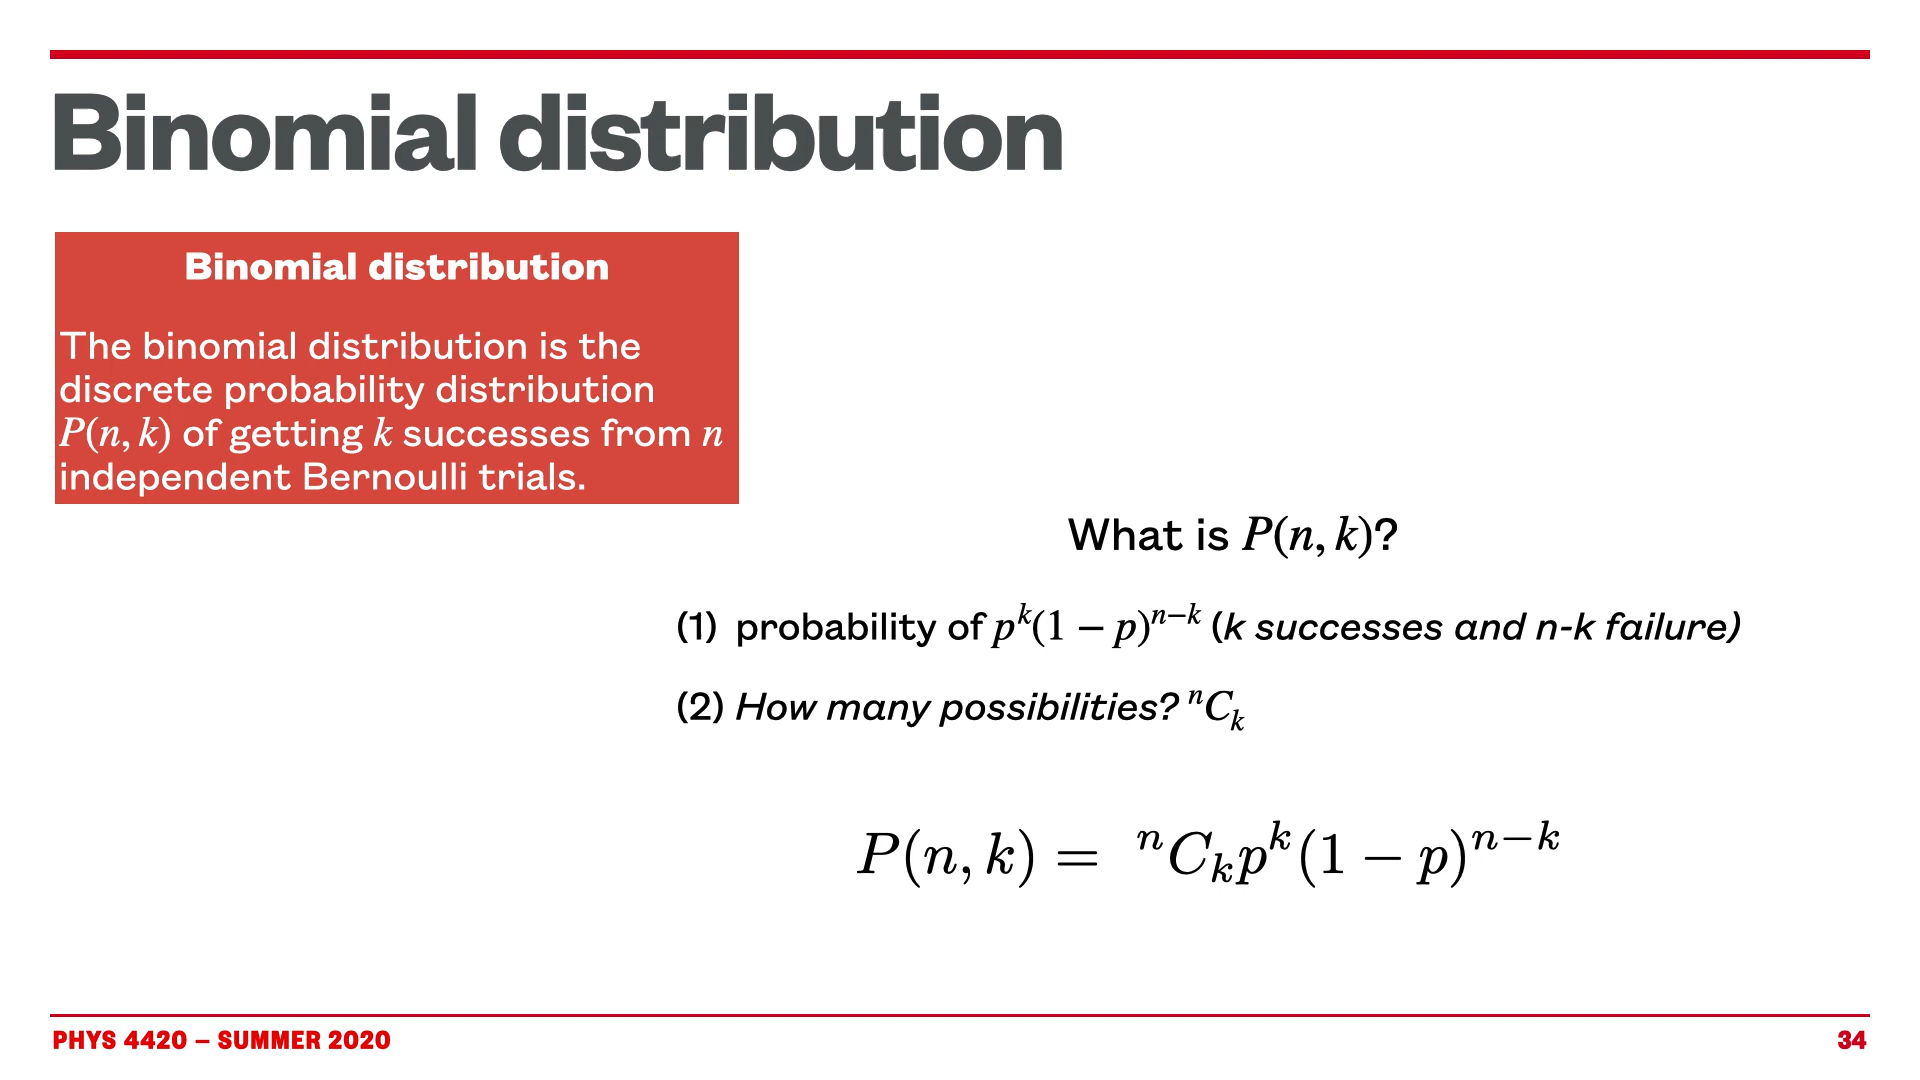 Binomial distribution
Binomial distribution
The binomial distribution is the
discrete probability distribution
P(n, k) of getting k successes from n
independent Bernoulli trials.
What is P(n, k)?
(1) probability of p^k(1 − p)^{n−k} (k successes and n-k failure)
(2) How many possibilities? ^nC_k
P(n, k) = ^nC_k p^k(1 − p)^{n−k}
PHYS 4420 – SUMMER 2020
34